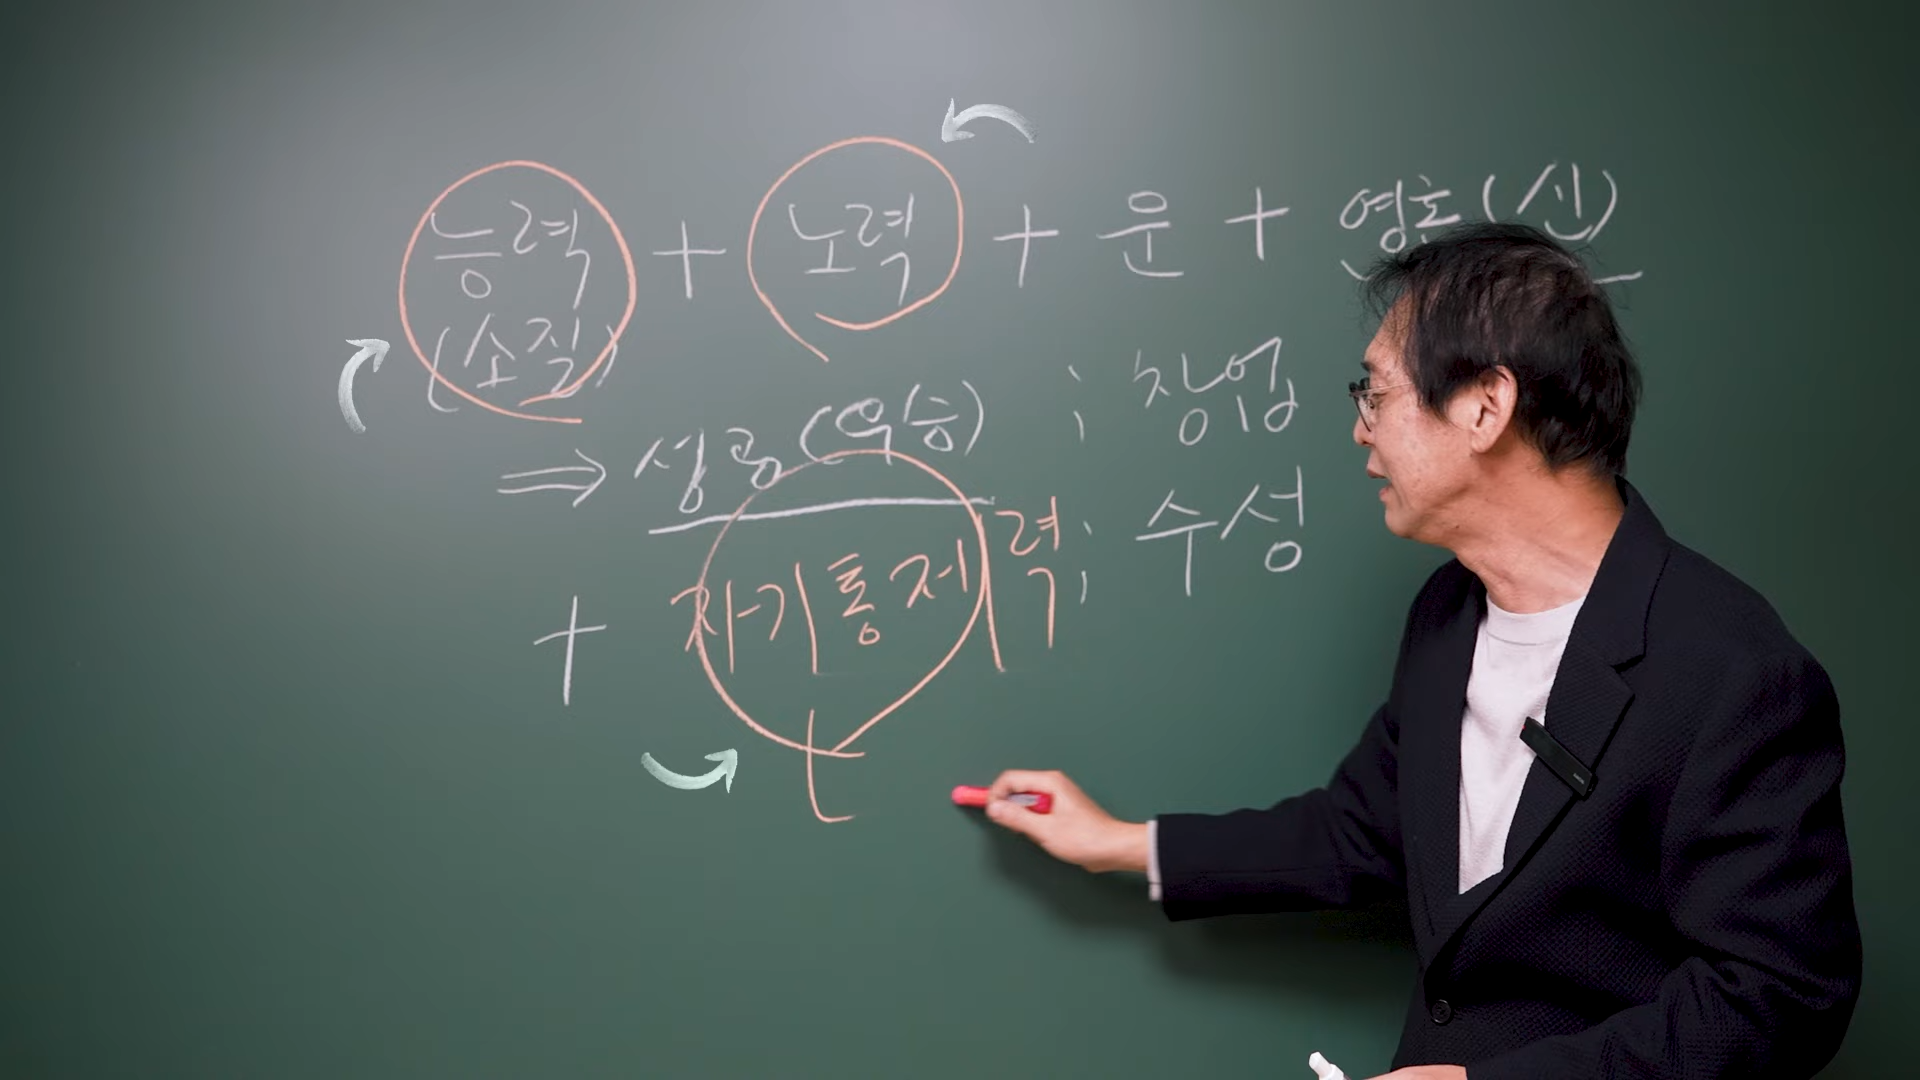 능력 + 노력 + 운 + 영혼(신)
(소질)
⇒ 성공(우승) ; 창업
+ 자기통제력 ; 수성